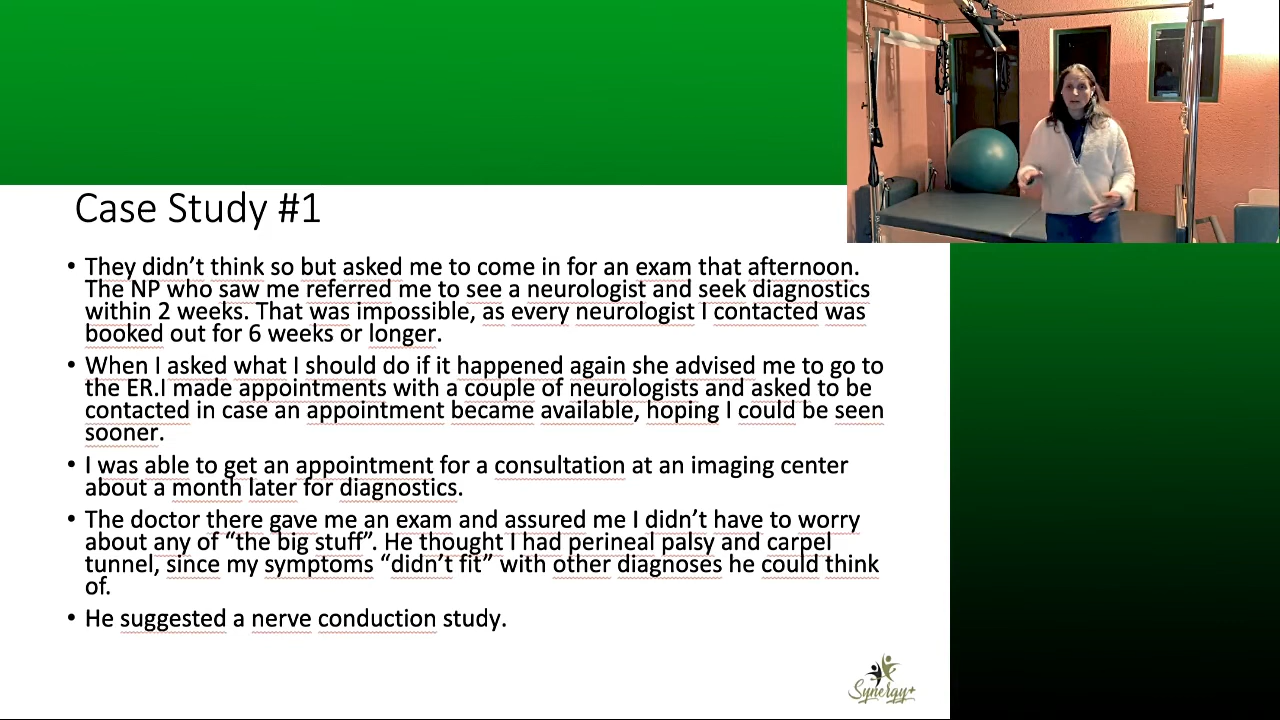 Case Study #1
• They didn’t think so but asked me to come in for an exam that afternoon.
The NP who saw me referred me to see a neurologist and seek diagnostics
within 2 weeks. That was impossible, as every neurologist I contacted was
booked out for 6 weeks or longer.
• When I asked what I should do if it happened again she advised me to go to
the ER.I made appointments with a couple of neurologists and asked to be
contacted in case an appointment became available, hoping I could be seen
sooner.
• I was able to get an appointment for a consultation at an imaging center
about a month later for diagnostics.
• The doctor there gave me an exam and assured me I didn’t have to worry
about any of “the big stuff”. He thought I had perineal palsy and carpel
tunnel, since my symptoms “didn’t fit” with other diagnoses he could think
of.
• He suggested a nerve conduction study.
Synergy+